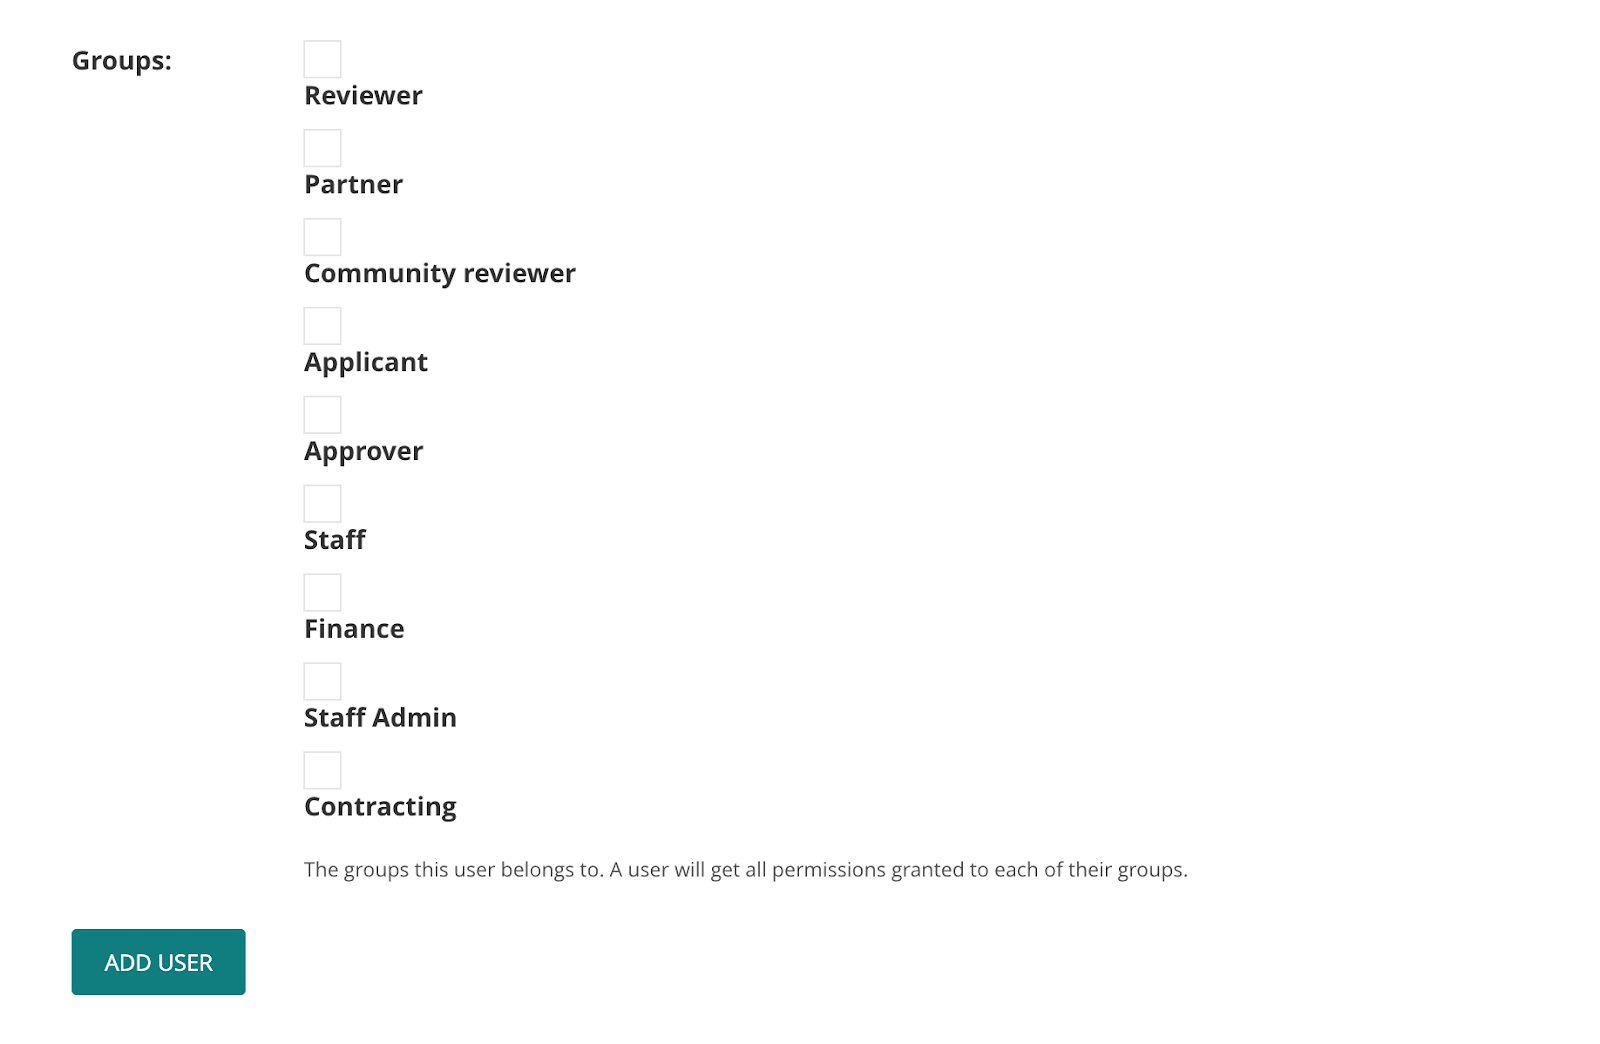 Groups:
Reviewer
Partner
Community reviewer
Applicant
Approver
Staff
Finance
Staff Admin
Contracting
The groups this user belongs to. A user will get all permissions granted to each of their groups.
ADD USER